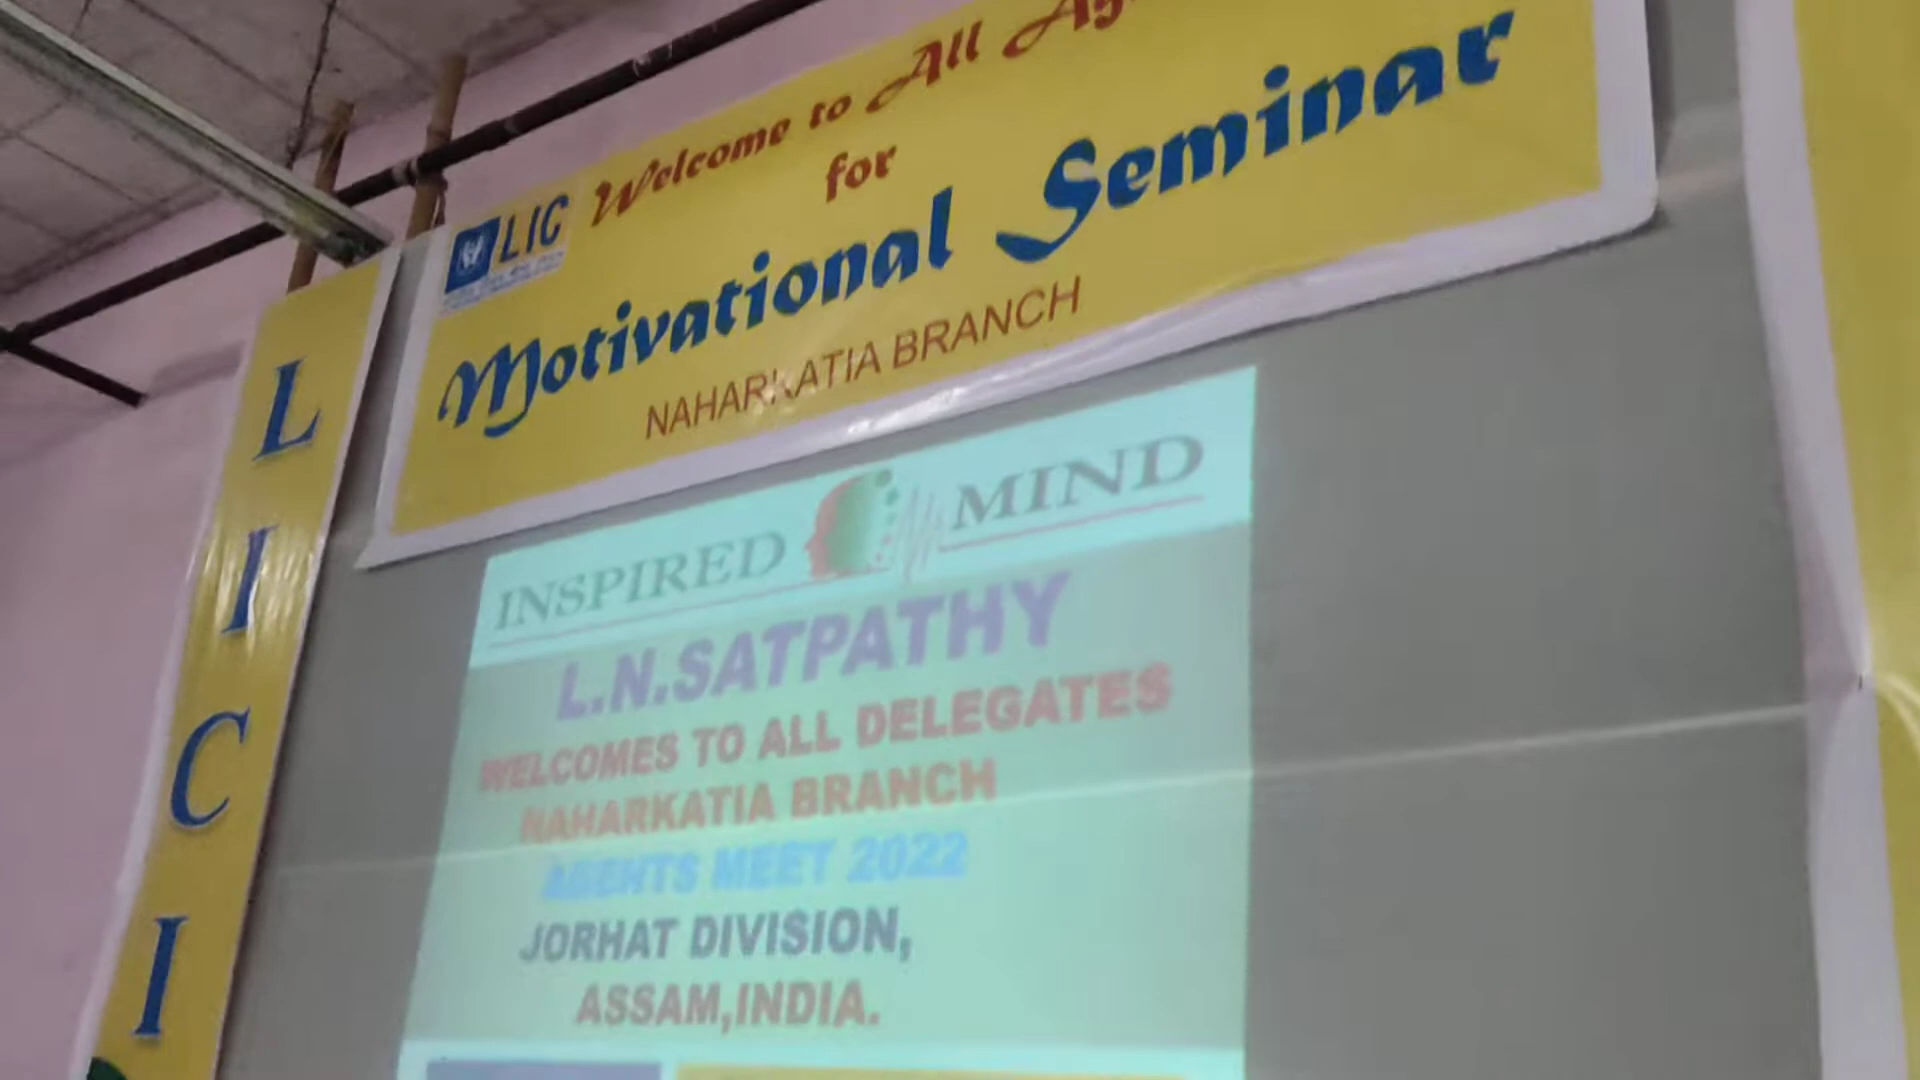 Welcome to All
for
Motivational Seminar
NAHARKATIA BRANCH
LIC
L
I
C
I
INSPIRED MIND
L.N.SATPATHY
WELCOMES TO ALL DELEGATES
NAHARKATIA BRANCH
AGENTS MEET 2022
JORHAT DIVISION,
ASSAM,INDIA.